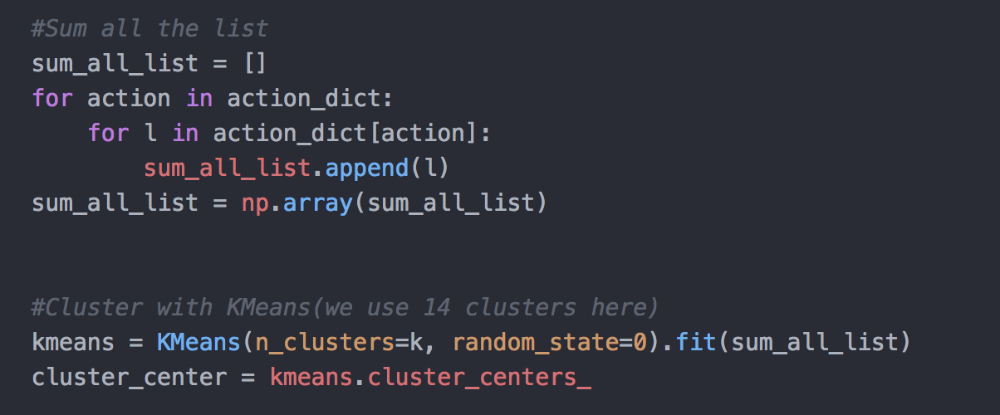 #Sum all the list
sum_all_list = []
for action in action_dict:
    for l in action_dict[action]:
        sum_all_list.append(l)
sum_all_list = np.array(sum_all_list)
#Cluster with KMeans(we use 14 clusters here)
kmeans = KMeans(n_clusters=k, random_state=0).fit(sum_all_list)
cluster_center = kmeans.cluster_centers_